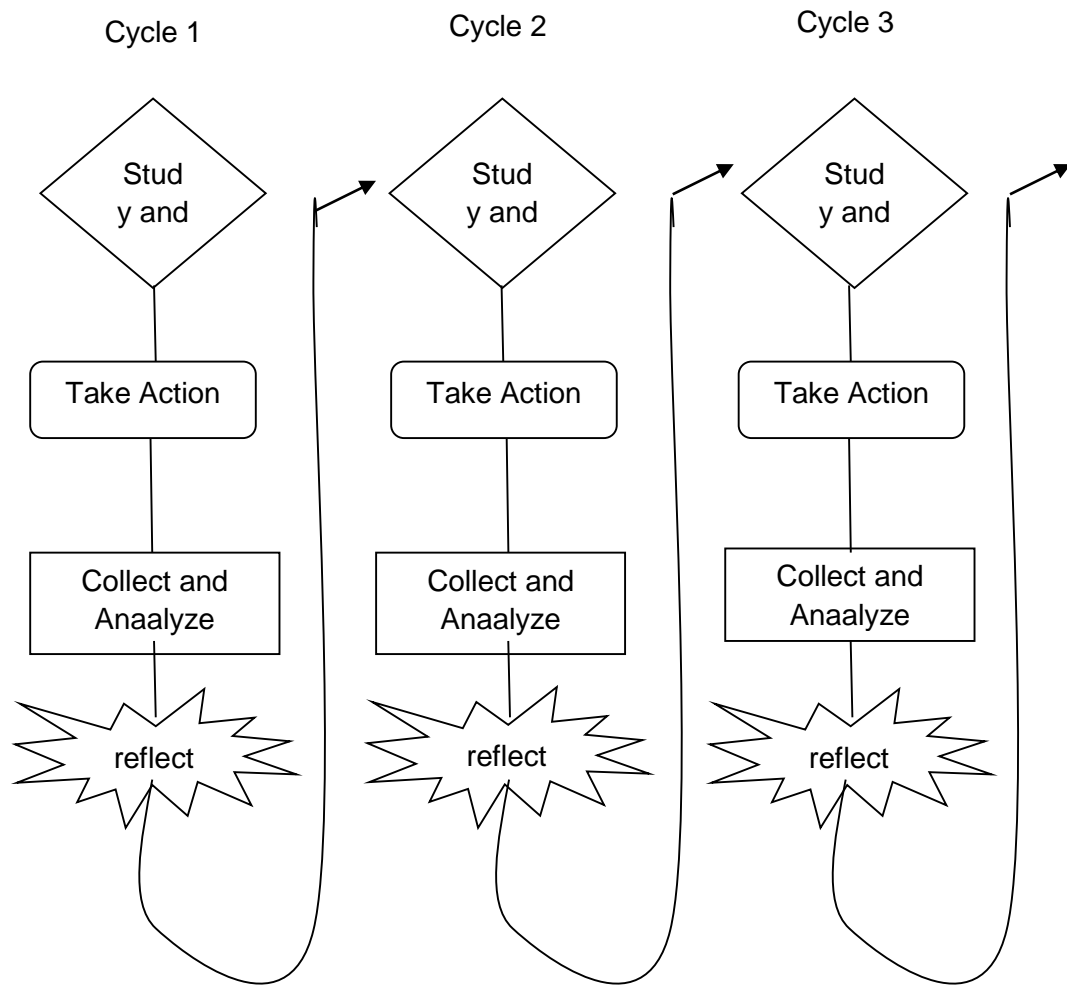 Cycle 1
Cycle 2
Cycle 3
Stud
y and
Stud
y and
Stud
y and
Take Action
Take Action
Take Action
Collect and
Anaalyze
Collect and
Anaalyze
Collect and
Anaalyze
reflect
reflect
reflect